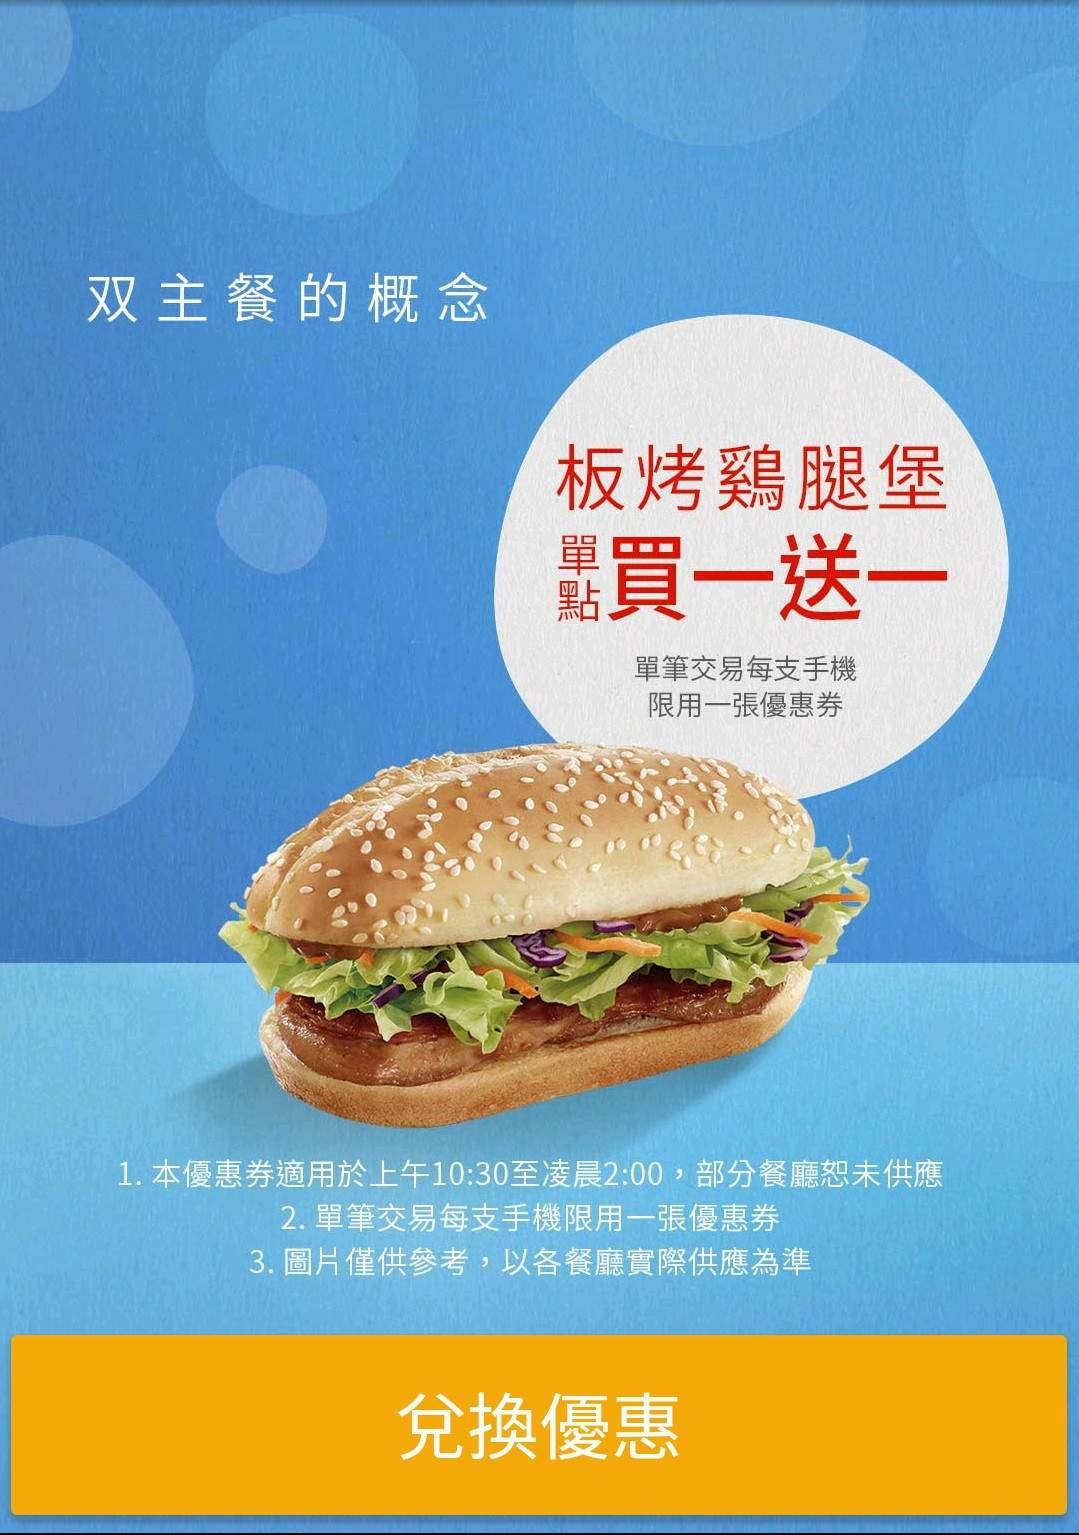 双主餐的概念
板烤鷄腿堡
單點買一送一
單筆交易每支手機
限用一張優惠券
1. 本優惠券適用於上午10:30至凌晨2:00，部分餐廳恕未供應
2. 單筆交易每支手機限用一張優惠券
3. 圖片僅供參考，以各餐廳實際供應為準
兌換優惠